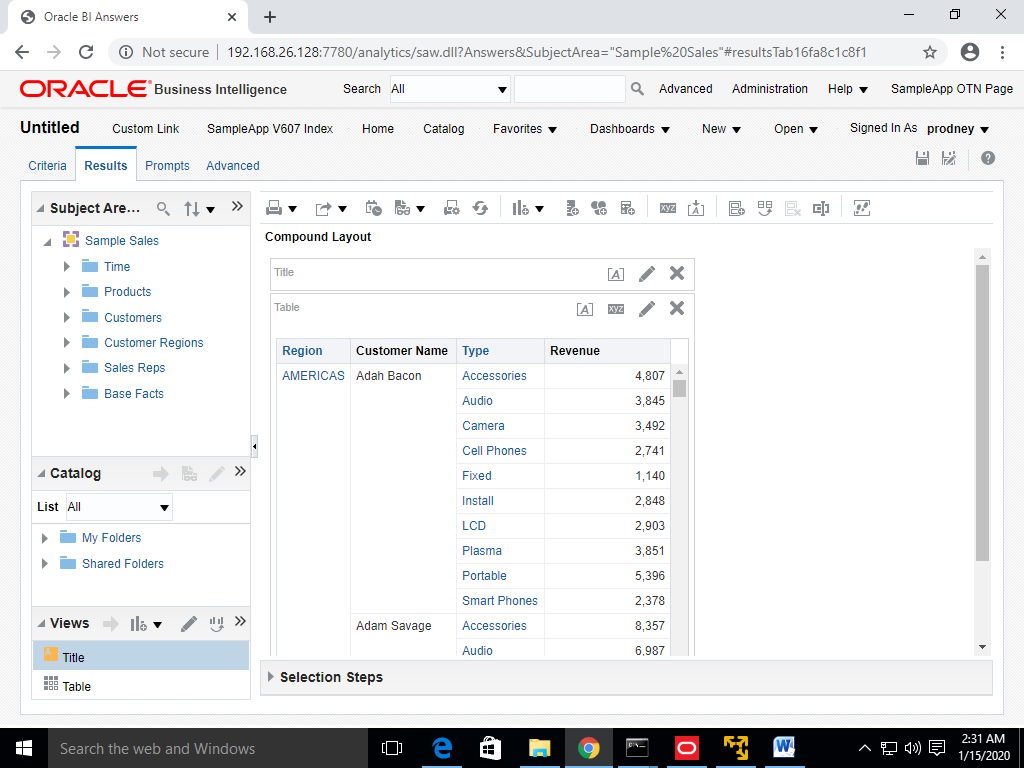 Oracle BI Answers
Not secure 192.168.26.128:7780/analytics/saw.dll?Answers&SubjectArea="Sample%20Sales"#resultsTab16fa8c1c8f1
ORACLE Business Intelligence Search All Advanced Administration Help SampleApp OTN Page
Untitled Custom Link SampleApp V607 Index Home Catalog Favorites Dashboards New Open Signed In As prodney
Criteria Results Prompts Advanced
Subject Are...
Sample Sales
Time
Products
Customers
Customer Regions
Sales Reps
Base Facts
Catalog
List All
My Folders
Shared Folders
Views
Title
Table
xyz A
Compound Layout
Title A
Table A xyz
Region Customer Name Type Revenue
AMERICAS Adah Bacon Accessories 4,807
Audio 3,845
Camera 3,492
Cell Phones 2,741
Fixed 1,140
Install 2,848
LCD 2,903
Plasma 3,851
Portable 5,396
Smart Phones 2,378
Adam Savage Accessories 8,357
Audio 6,987
Selection Steps
Search the web and Windows
2:31 AM
1/15/2020